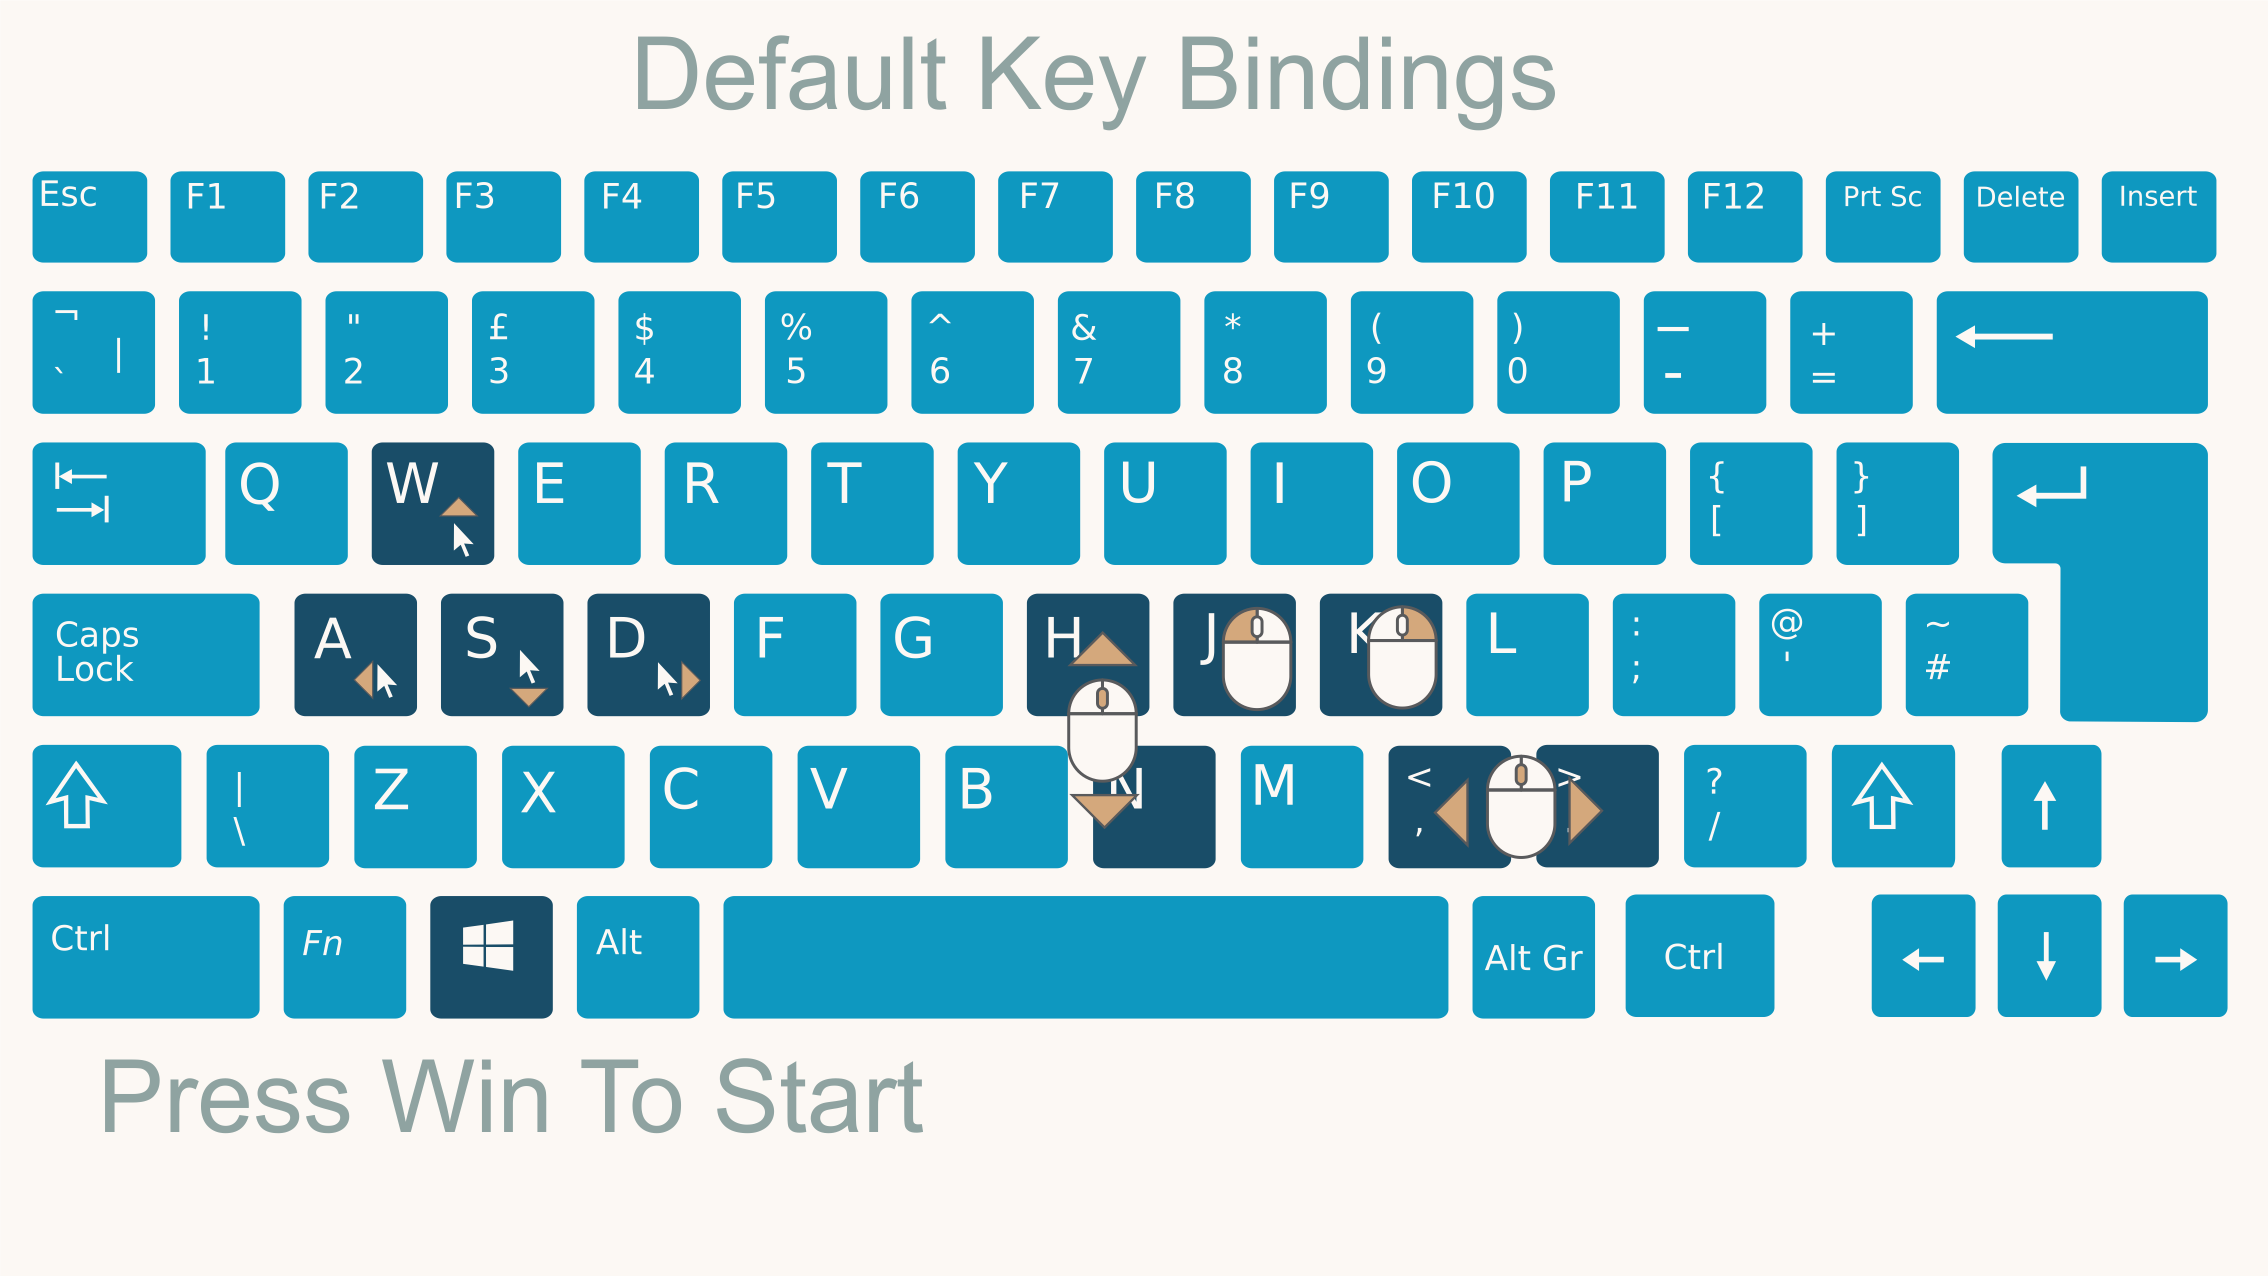 Default Key Bindings
Esc F1 F2 F3 F4 F5 F6 F7 F8 F9 F10 F11 F12 Prt Sc Delete Insert
¬ ! " £ $ % ^ & * ( ) — +
` | 1 2 3 4 5 6 7 8 9 0 - =
Q W E R T Y U I O P { }
[ ]
Caps A S D F G H J K L : @ ~
Lock ; ' #
| Z X C V B N M < > ?
\ , /
Ctrl Fn Alt Alt Gr Ctrl
Press Win To Start